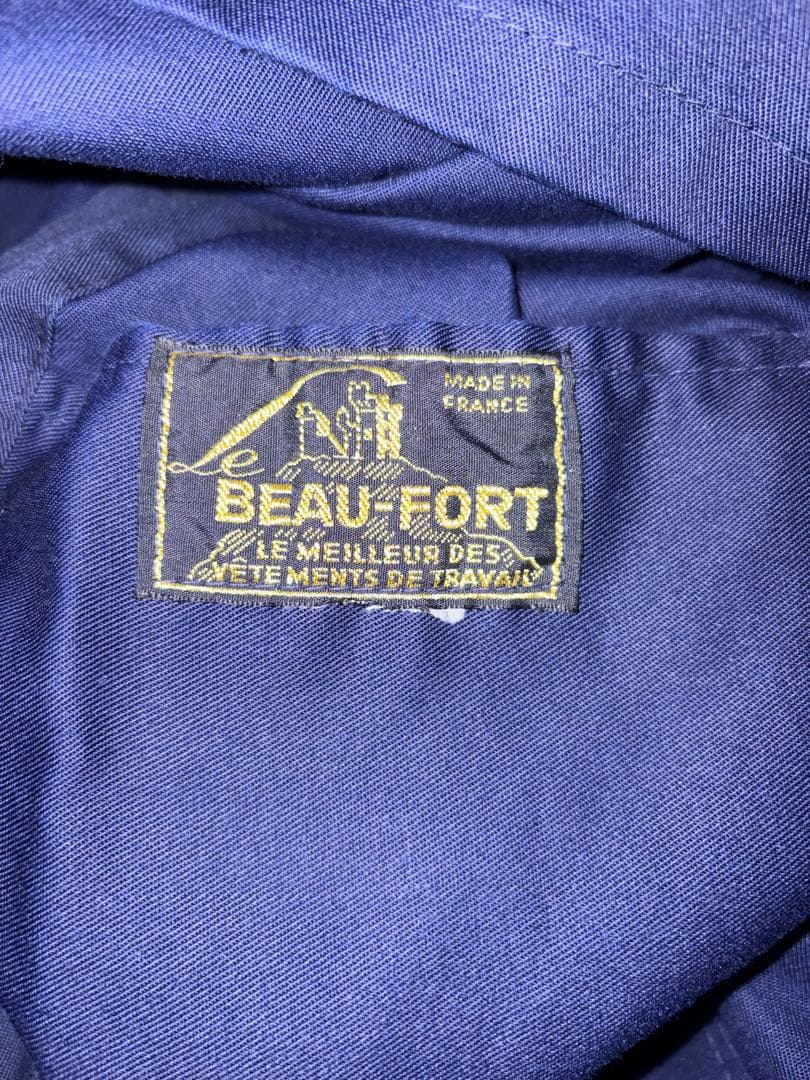 MADE IN
FRANCE
Le
BEAU-FORT
LE MEILLEUR DES
VÊTEMENTS DE TRAVAIL